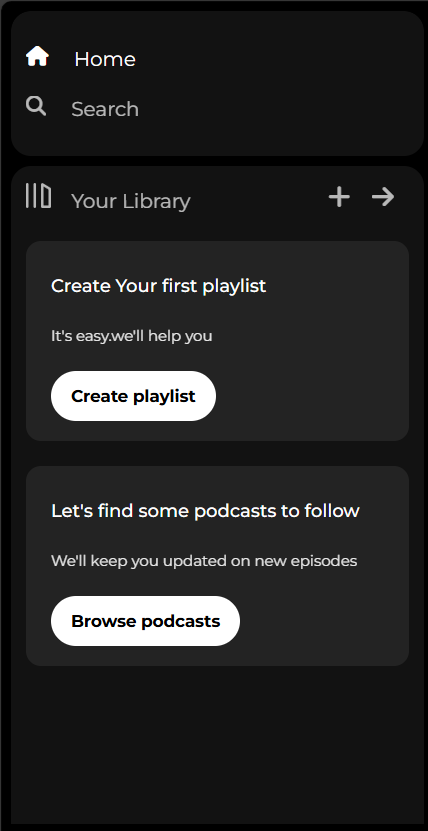 Home
Search
Your Library
Create Your first playlist
It's easy.we'll help you
Create playlist
Let's find some podcasts to follow
We'll keep you updated on new episodes
Browse podcasts